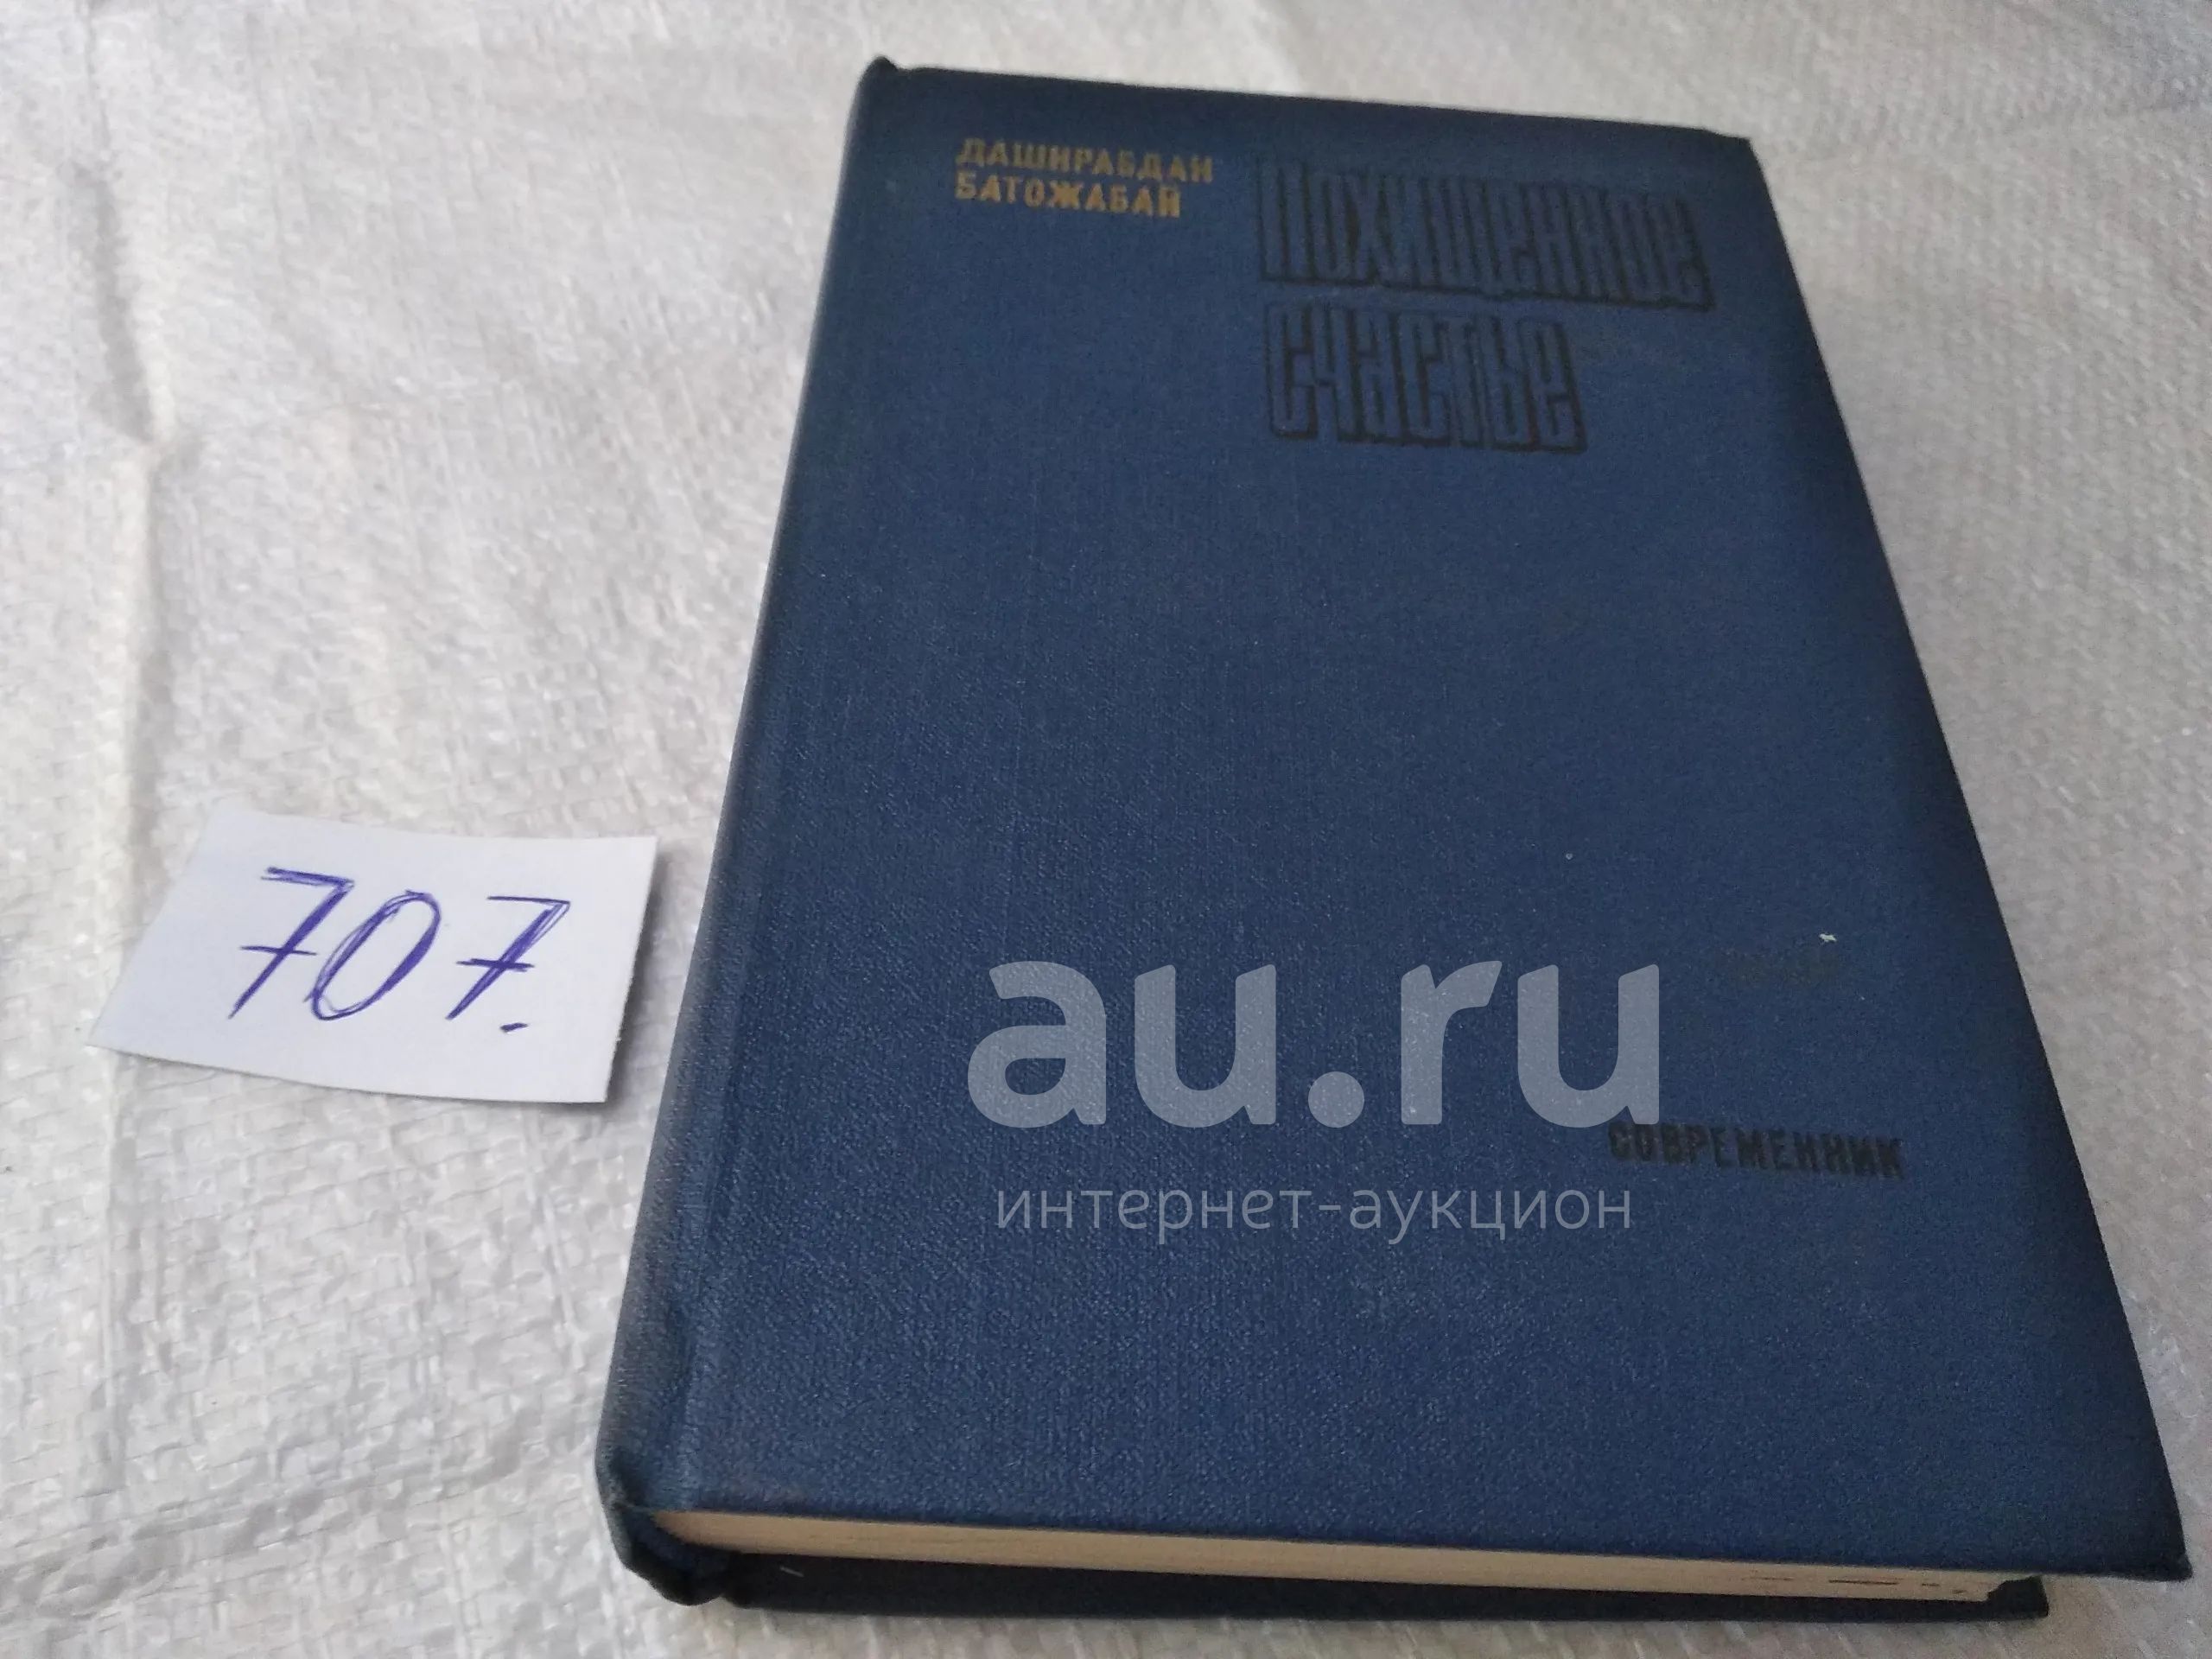 ДАШИРАБДАН
БАТОЖАБАЙ
ПОХИЩЕННОЕ
СЧАСТЬЕ
707.
au.ru
СОВРЕМЕННИК
интернет-аукцион